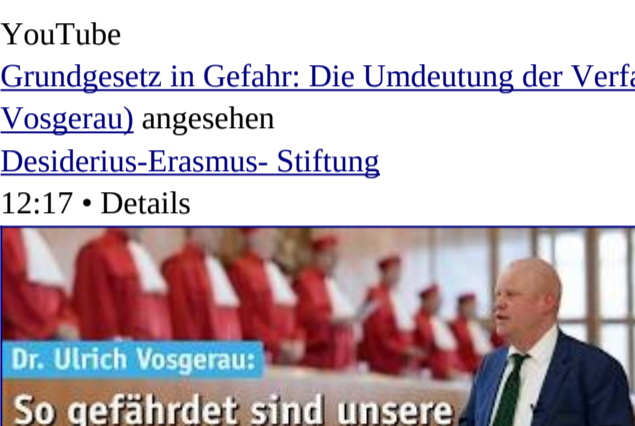 YouTube
Grundgesetz in Gefahr: Die Umdeutung der Verfa
Vosgerau) angesehen
Desiderius-Erasmus- Stiftung
12:17 • Details
Dr. Ulrich Vosgerau:
So gefährdet sind unsere